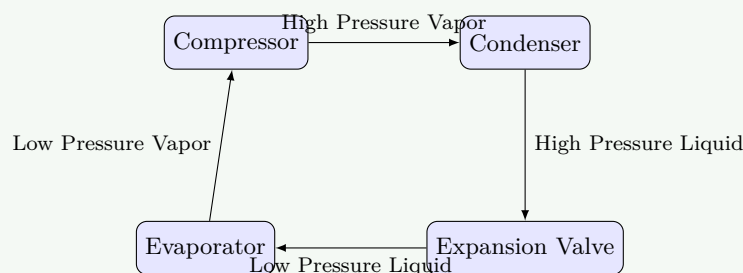 High Pressure Vapor
Compressor
Condenser
Low Pressure Vapor
High Pressure Liquid
Evaporator
Expansion Valve
Low Pressure Liquid